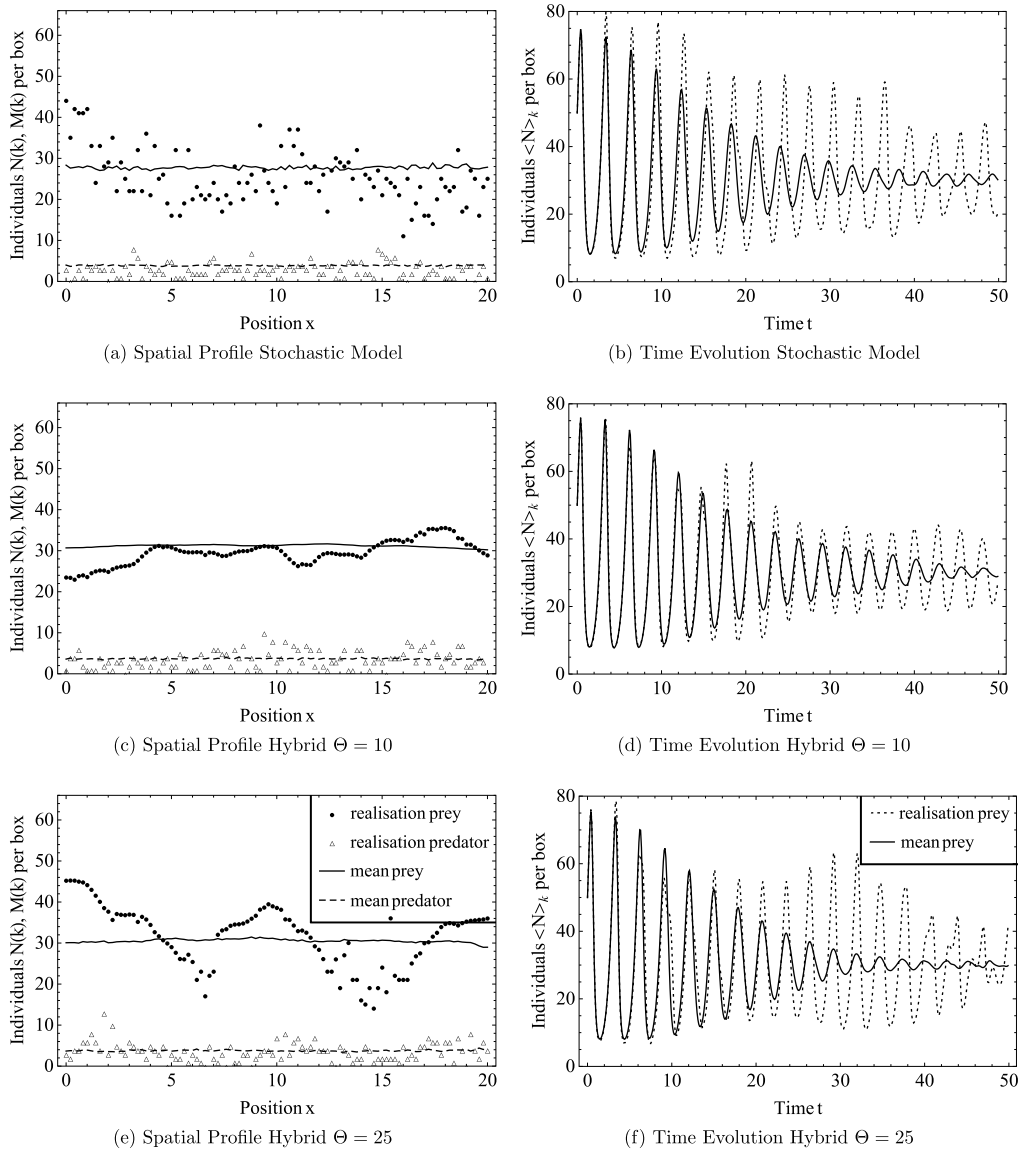 Individuals N(k), M(k) per box
60
50
40
30
20
10
0
0 5 10 15 20
Position x
(a) Spatial Profile Stochastic Model
Individuals <N>k per box
80
60
40
20
0
0 10 20 30 40 50
Time t
(b) Time Evolution Stochastic Model
Individuals N(k), M(k) per box
60
50
40
30
20
10
0
0 5 10 15 20
Position x
(c) Spatial Profile Hybrid Θ = 10
Individuals <N>k per box
80
60
40
20
0
0 10 20 30 40 50
Time t
(d) Time Evolution Hybrid Θ = 10
Individuals N(k), M(k) per box
60
50
40
30
20
10
0
realisation prey
realisation predator
mean prey
mean predator
0 5 10 15 20
Position x
(e) Spatial Profile Hybrid Θ = 25
Individuals <N>k per box
80
60
40
20
0
realisation prey
mean prey
0 10 20 30 40 50
Time t
(f) Time Evolution Hybrid Θ = 25